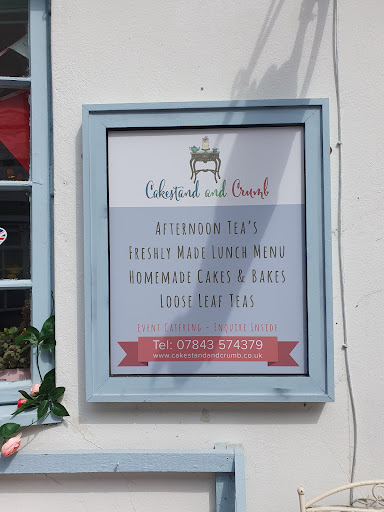 Cakestand and Crumb
AFTERNOON TEA'S
FRESHLY MADE LUNCH MENU
HOMEMADE CAKES & BAKES
LOOSE LEAF TEAS
EVENT CATERING - ENQUIRE INSIDE
Tel: 07843 574379
www.cakestandandcrumb.co.uk